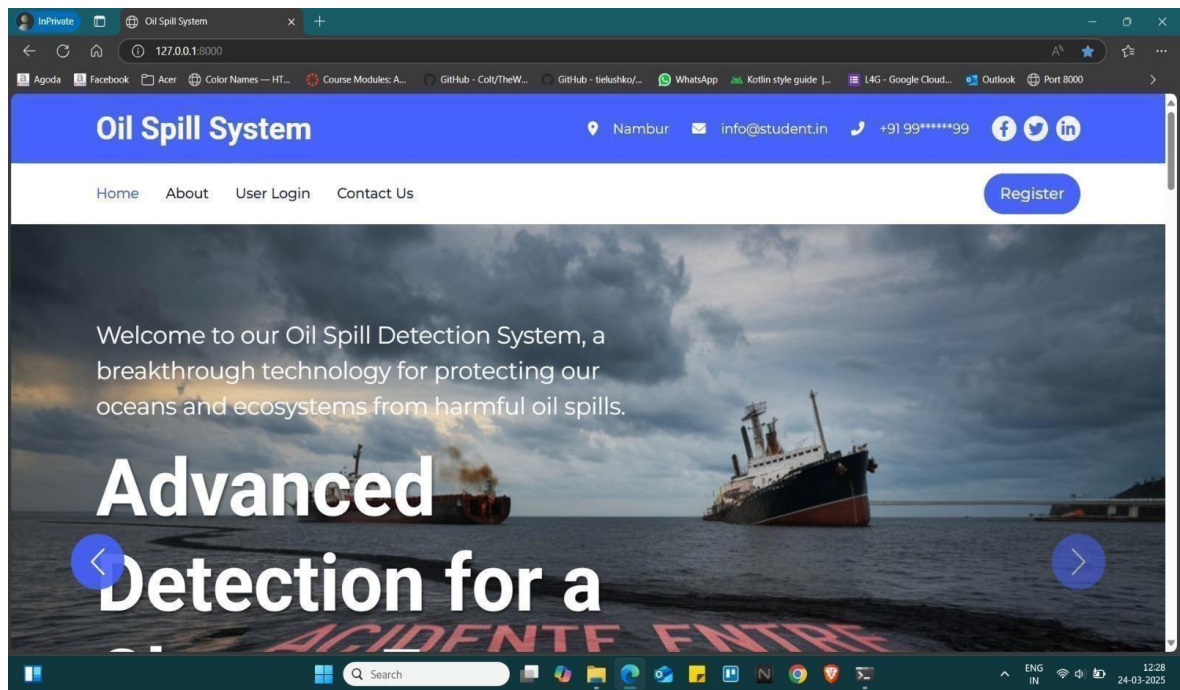 InPrivate
Oil Spill System
127.0.0.1:8000
Agoda
Facebook
Acer
Color Names — HT...
Course Modules: A...
GitHub - Colt/TheW...
GitHub - tielushko/...
WhatsApp
Kotlin style guide |...
L4G - Google Cloud...
Outlook
Port 8000
Oil Spill System
Nambur
info@student.in
+91 99******99
Home
About
User Login
Contact Us
Register
Welcome to our Oil Spill Detection System, a
breakthrough technology for protecting our
oceans and ecosystems from harmful oil spills.
Advanced
Detection for a
ACIDENTE ENTRE
Search
ENG
IN
12:28
24-03-2025